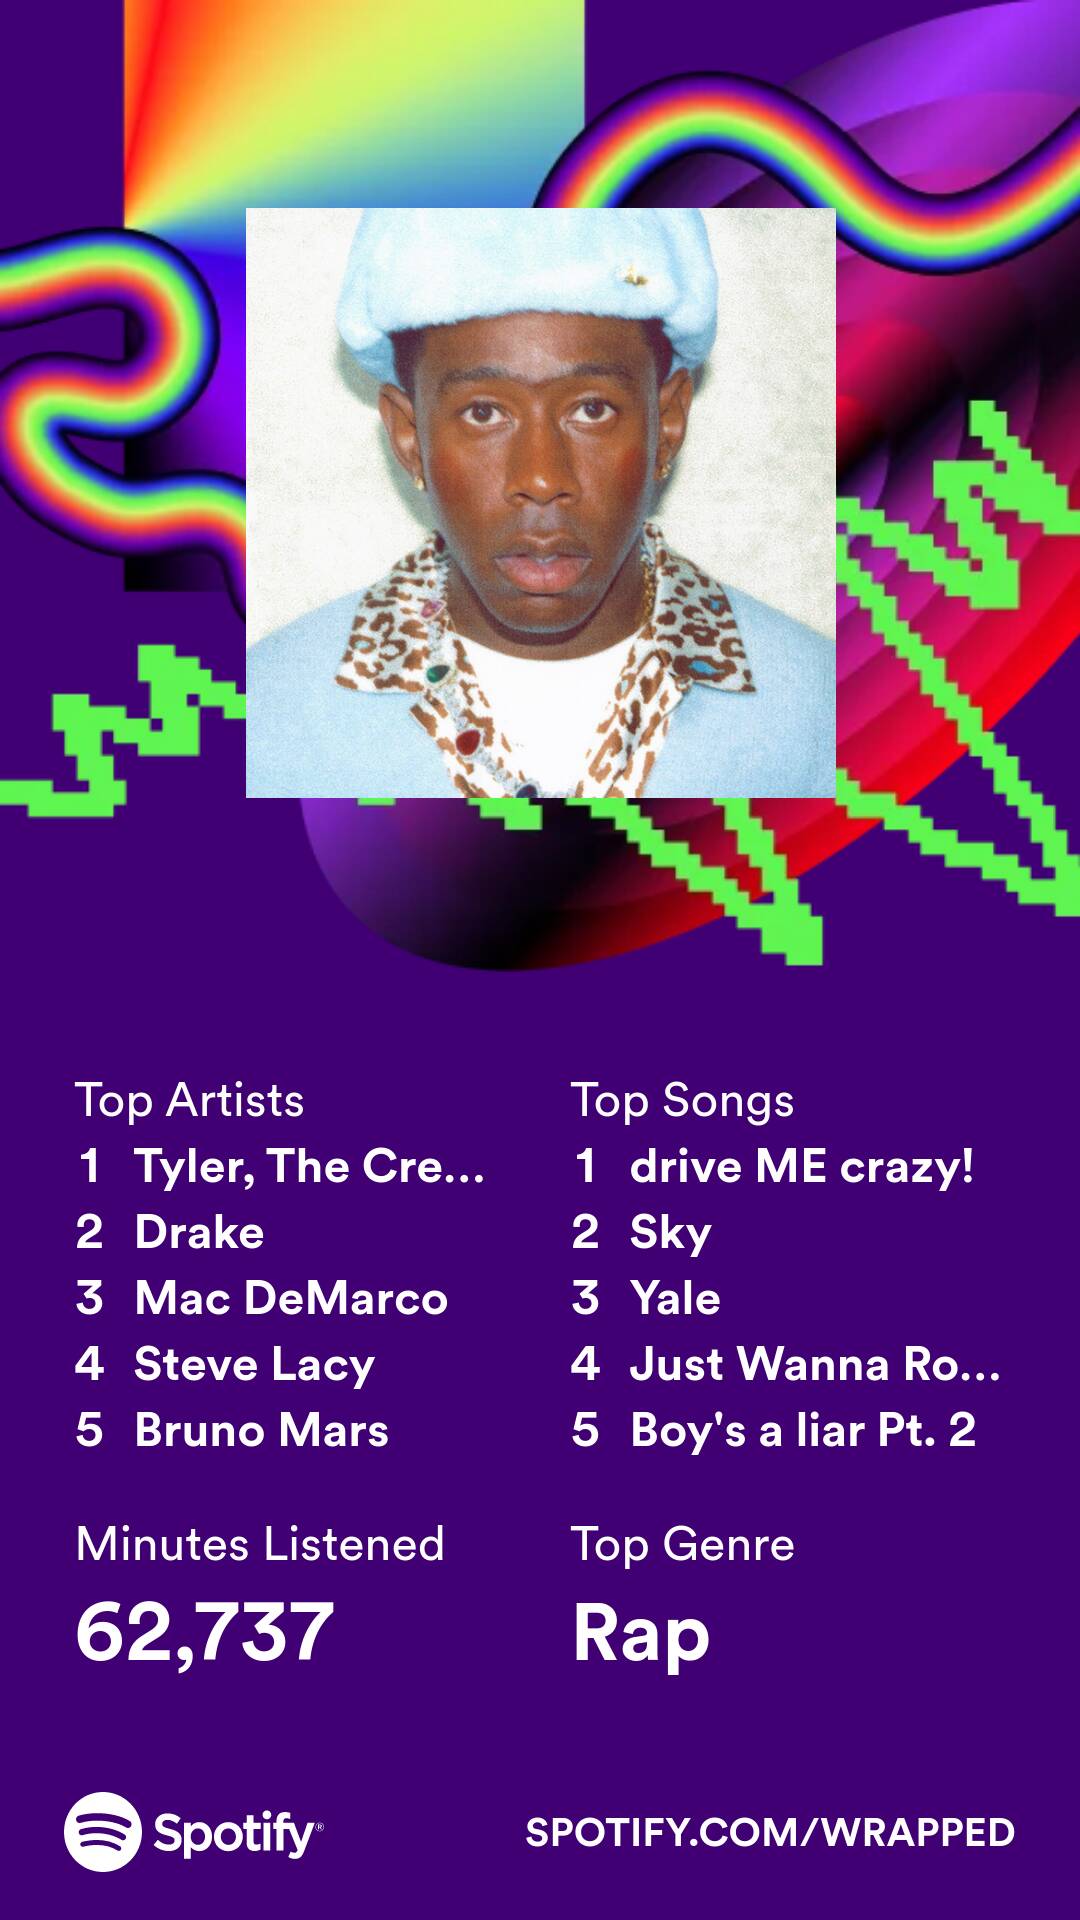 Top Artists
1 Tyler, The Cre...
2 Drake
3 Mac DeMarco
4 Steve Lacy
5 Bruno Mars
Top Songs
1 drive ME crazy!
2 Sky
3 Yale
4 Just Wanna Ro...
5 Boy's a liar Pt. 2
Minutes Listened
62,737
Top Genre
Rap
Spotify®
SPOTIFY.COM/WRAPPED